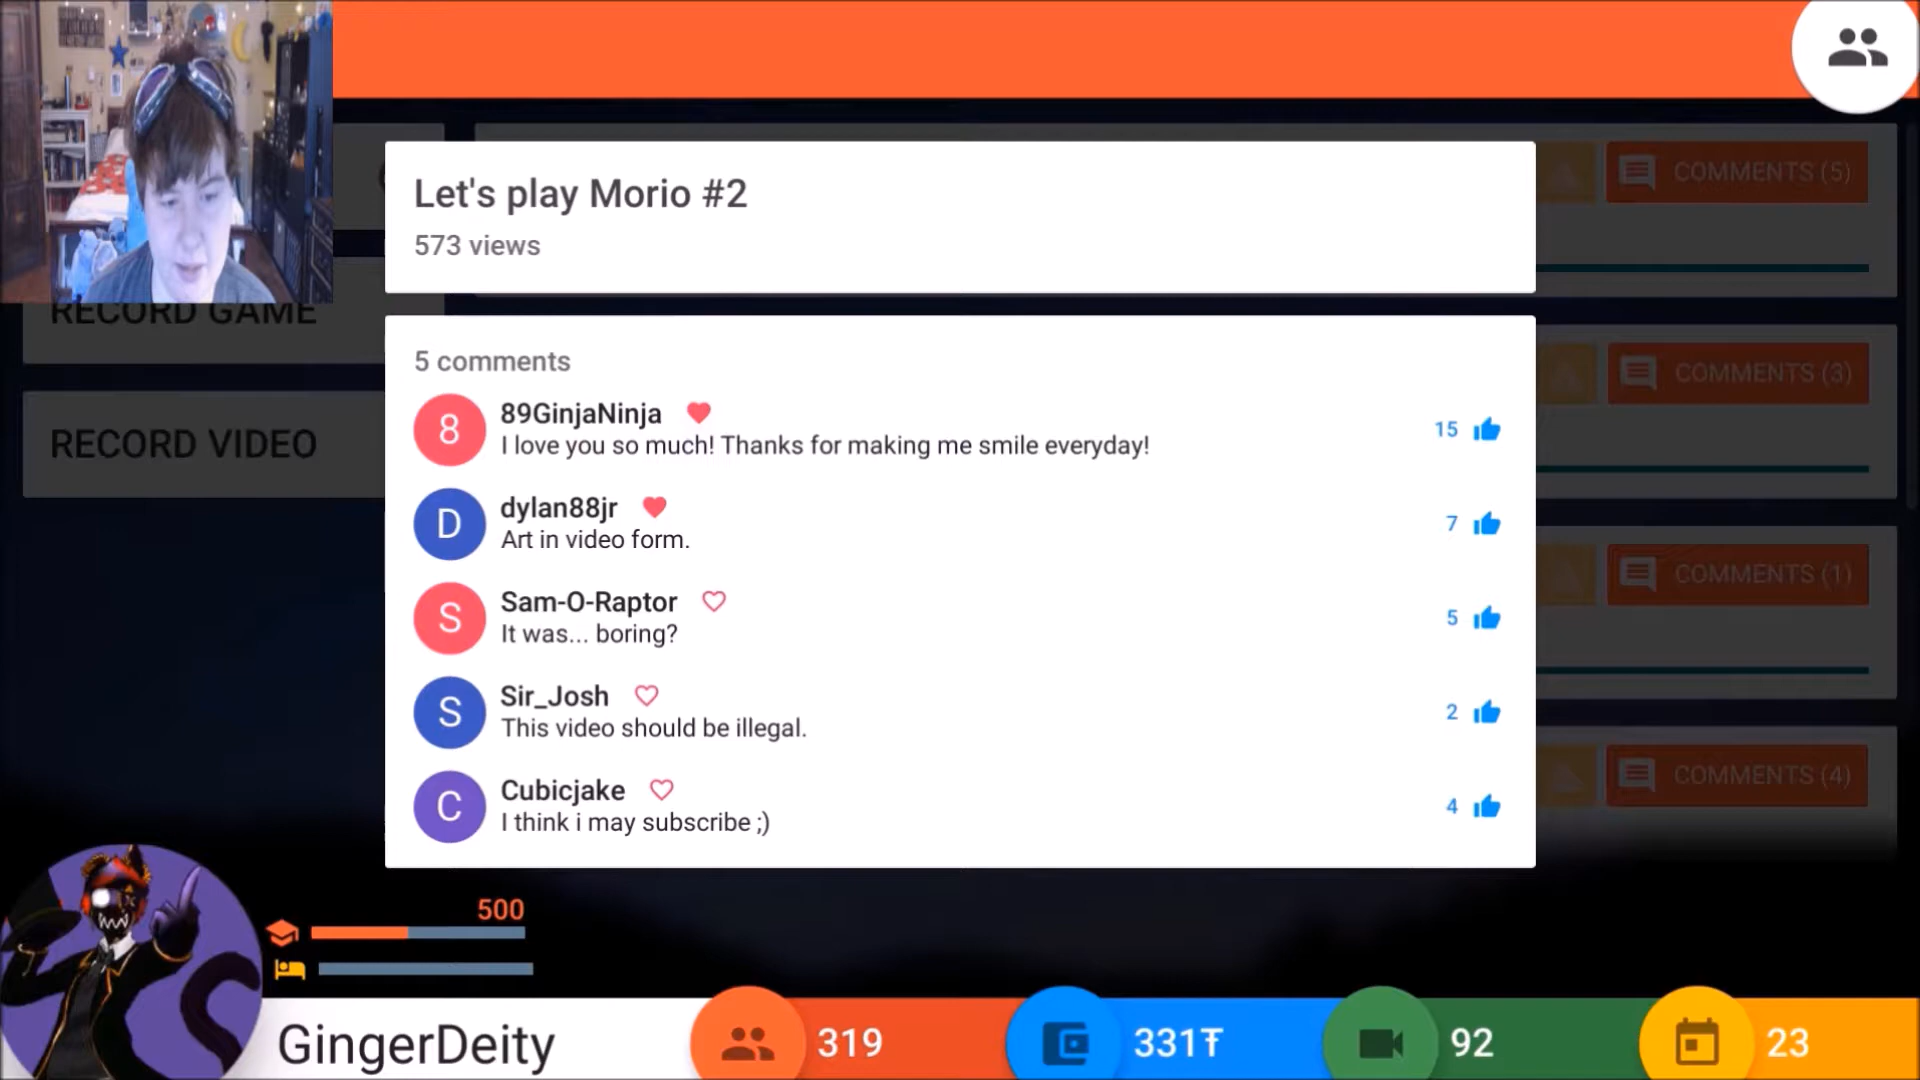 COMMENTS (5)
Let's play Morio #2
573 views
RECORD GAME
5 comments
8
89GinjaNinja
I love you so much! Thanks for making me smile everyday!
15
COMMENTS (3)
RECORD VIDEO
D
dylan88jr
Art in video form.
7
S
Sam-O-Raptor
It was... boring?
5
COMMENTS (1)
S
Sir_Josh
This video should be illegal.
2
C
Cubicjake
I think i may subscribe ;)
4
COMMENTS (4)
500
GingerDeity
319
331Ŧ
92
23